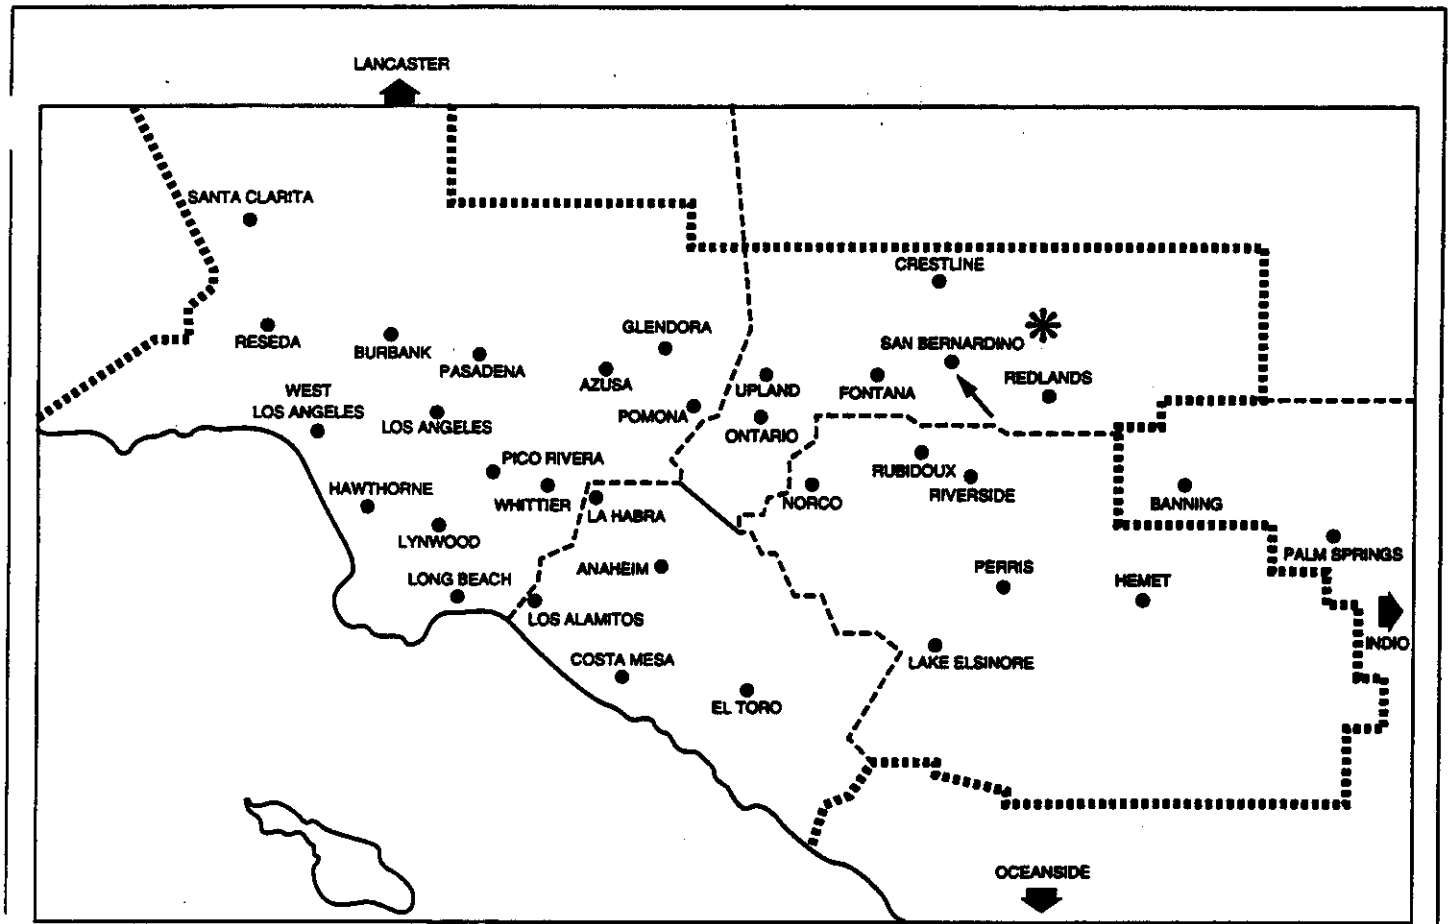 LANCASTER
SANTA CLARITA
CRESTLINE
GLENDORA
RESEDA
BURBANK
PASADENA
SAN BERNARDINO
AZUSA
UPLAND
FONTANA
REDLANDS
WEST
LOS ANGELES
LOS ANGELES
POMONA
ONTARIO
PICO RIVERA
RUBIDOUX
HAWTHORNE
WHITTIER
LA HABRA
NORCO
RIVERSIDE
BANNING
LYNWOOD
PALM SPRINGS
ANAHEIM
PERRIS
HEMET
LONG BEACH
LOS ALAMITOS
INDIO
COSTA MESA
LAKE ELSINORE
EL TORO
OCEANSIDE